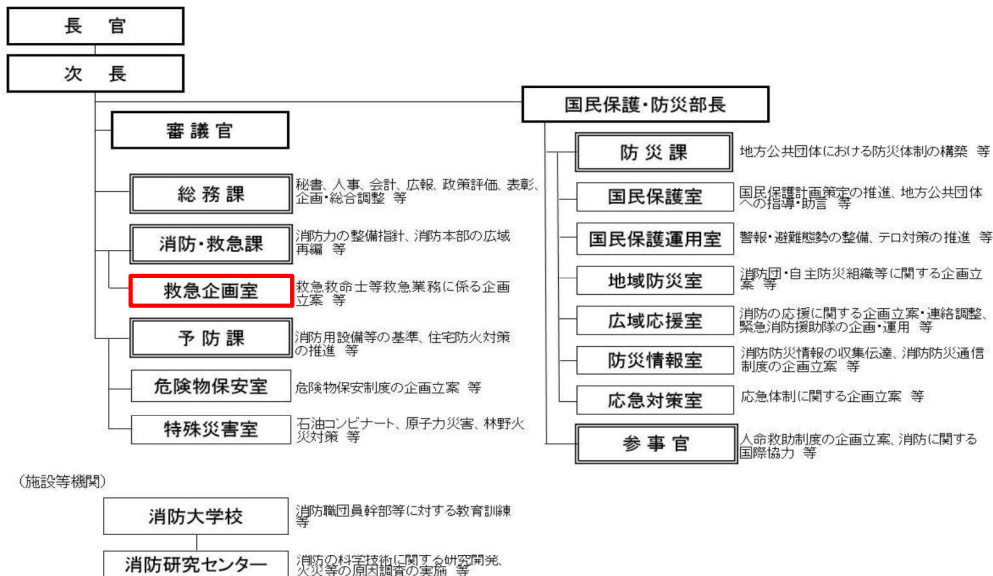 長　官
次　長
審 議 官
総 務 課
秘書、人事、会計、広報、政策評価、表彰、
企画・総合調整 等
消防・救急課
消防力の整備指針、消防本部の広域
再編 等
救急企画室
救急救命士等救急業務に係る企画
立案 等
予 防 課
消防用設備等の基準、住宅防火対策
の推進 等
危険物保安室
危険物保安制度の企画立案 等
特殊災害室
石油コンビナート、原子力災害、林野火
災対策 等
国民保護・防災部長
防 災 課
地方公共団体における防災体制の構築 等
国民保護室
国民保護計画策定の推進、地方公共団体
への指導・助言 等
国民保護運用室
警報・避難態勢の整備、テロ対策の推進 等
地域防災室
消防団・自主防災組織等に関する企画立
案 等
広域応援室
消防の応援に関する企画立案・連絡調整、
緊急消防援助隊の企画・運用 等
防災情報室
消防防災情報の収集伝達、消防防災通信
制度の企画立案 等
応急対策室
応急体制に関する企画立案 等
参 事 官
人命救助制度の企画立案、消防に関する
国際協力 等
（施設等機関）
消防大学校
消防職団員幹部等に対する教育訓練
等
消防研究センター
消防の科学技術に関する研究開発、
火災等の原因調査の実施 等